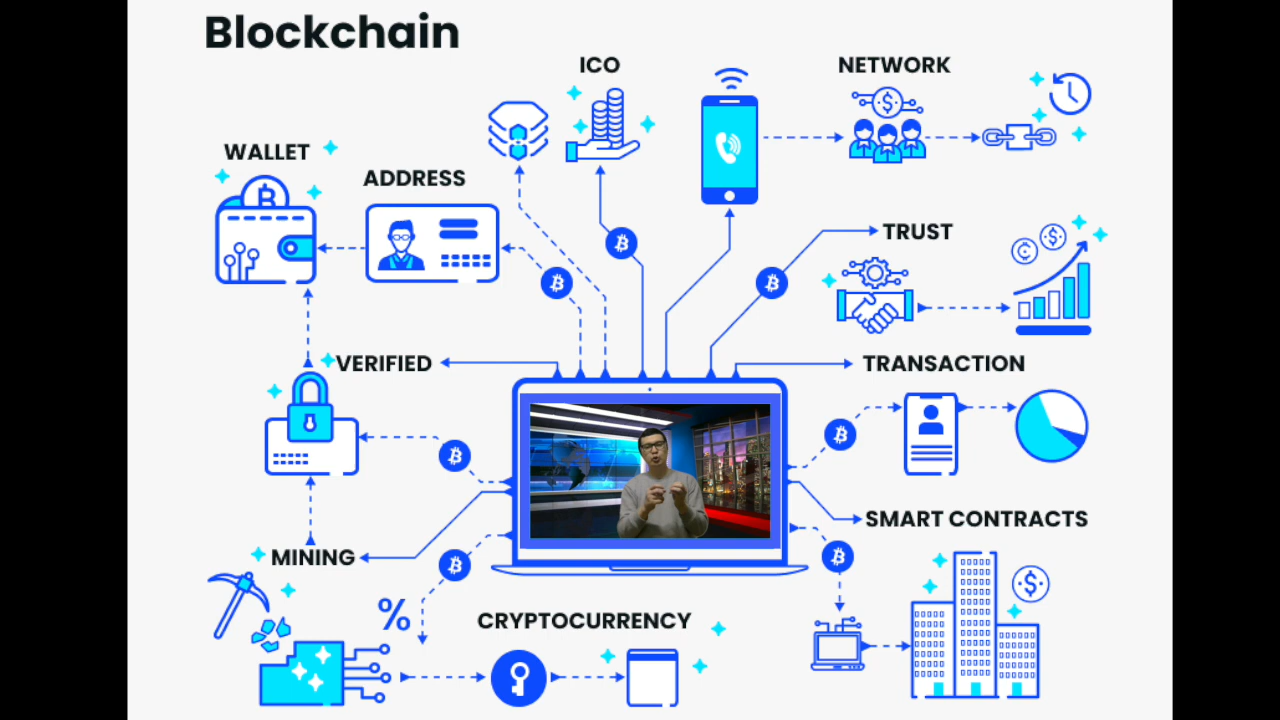 Blockchain
ICO
NETWORK
WALLET
ADDRESS
TRUST
VERIFIED
TRANSACTION
SMART CONTRACTS
MINING
%
CRYPTOCURRENCY